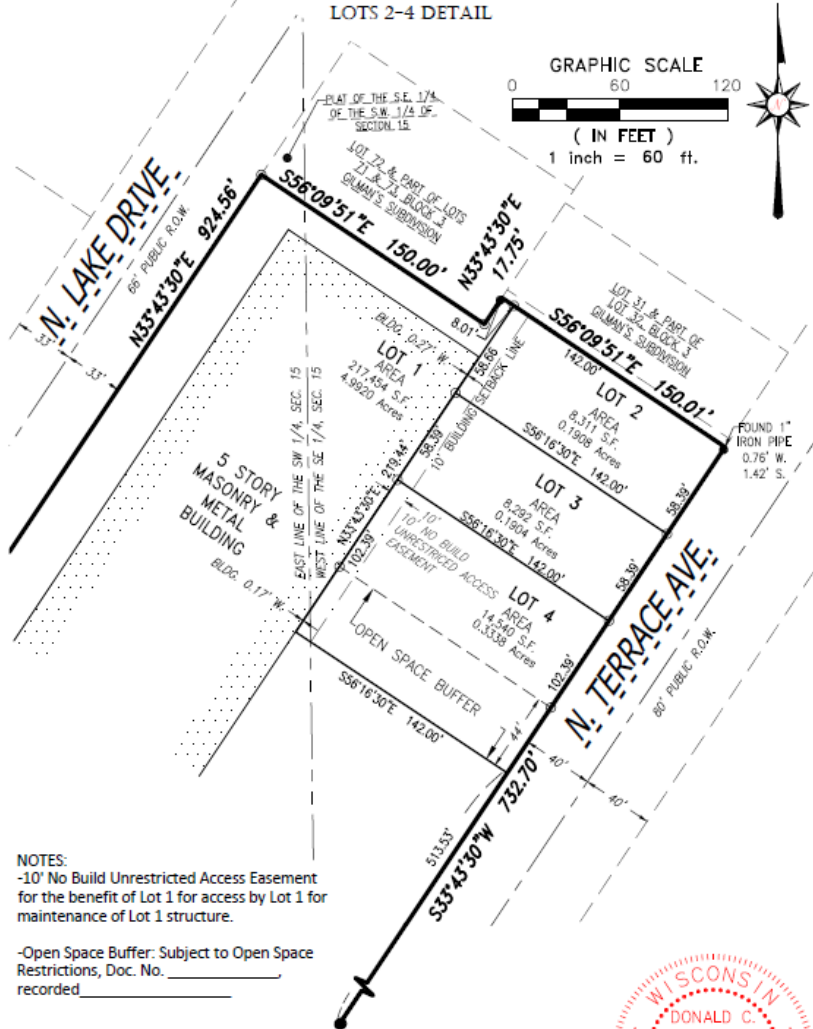 LOTS 2-4 DETAIL
GRAPHIC SCALE
0 60 120
( IN FEET )
1 inch = 60 ft.
N
PLAT OF THE S.E. 1/4
OF THE S.W. 1/4 OF
SECTON 15
LOT 72 & PART OF LOTS
71 & 73, BLOCK 3
GILMAN'S SUBDIVISION
N. LAKE DRIVE
66' PUBLIC R.O.W.
N33°43'30"E 924.56'
33'
33'
S56°09'51"E 150.00'
N33°43'30"E
17.75'
8.01'
LOT 31 & PART OF
LOT 32, BLOCK 3
GILMAN'S SUBDIVISION
S56°09'51"E 150.01'
142.00'
BLDG. 0.27' W.
58.66
LOT 1
AREA
217,454 S.F.
4.9920 Acres
10' BUILDING SETBACK LINE
LOT 2
AREA
8,311 S.F.
0.1908 Acres
FOUND 1"
IRON PIPE
0.76' W.
1.42' S.
S56°16'30"E 142.00'
58.39'
58.39'
LOT 3
AREA
8,292 S.F.
0.1904 Acres
N33°43'30"E 219.44'
EAST LINE OF THE SW 1/4, SEC. 15
WEST LINE OF THE SE 1/4, SEC. 15
5 STORY
MASONRY &
METAL
BUILDING
S56°16'30"E 142.00'
58.39'
10' NO BUILD
UNRESTRICED ACCESS
EASEMENT
102.39'
LOT 4
AREA
14,540 S.F.
0.3338 Acres
BLDG. 0.17' W.
OPEN SPACE BUFFER
102.39'
44'
N. TERRACE AVE.
80' PUBLIC R.O.W.
40'
40'
S56°16'30"E 142.00'
513.53'
S33°43'30"W 732.70'
NOTES:
-10' No Build Unrestricted Access Easement
for the benefit of Lot 1 for access by Lot 1 for
maintenance of Lot 1 structure.
-Open Space Buffer: Subject to Open Space
Restrictions, Doc. No. _____________,
recorded__________________
WISCONSIN
DONALD C.